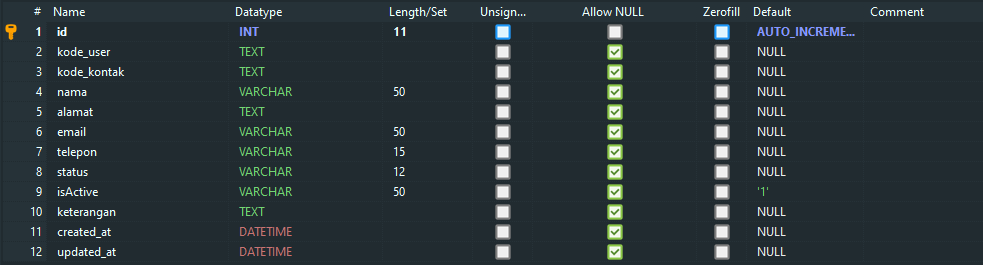 # Name Datatype Length/Set Unsign... Allow NULL Zerofill Default Comment
1 id INT 11 AUTO_INCREME...
2 kode_user TEXT NULL
3 kode_kontak TEXT NULL
4 nama VARCHAR 50 NULL
5 alamat TEXT NULL
6 email VARCHAR 50 NULL
7 telepon VARCHAR 15 NULL
8 status VARCHAR 12 NULL
9 isActive VARCHAR 50 '1'
10 keterangan TEXT NULL
11 created_at DATETIME NULL
12 updated_at DATETIME NULL